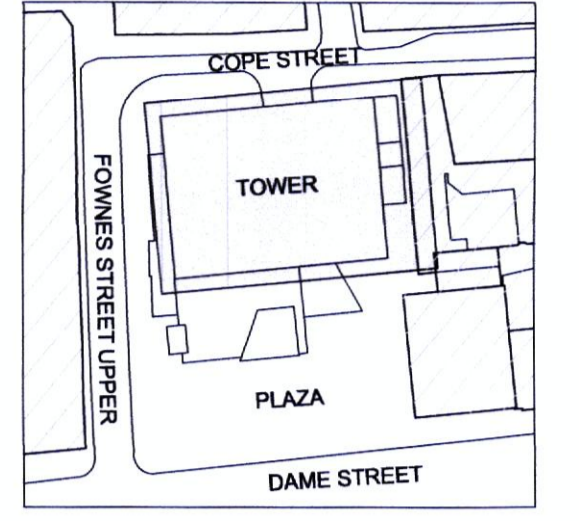 COPE STREET
TOWER
FOWNES STREET UPPER
PLAZA
DAME STREET